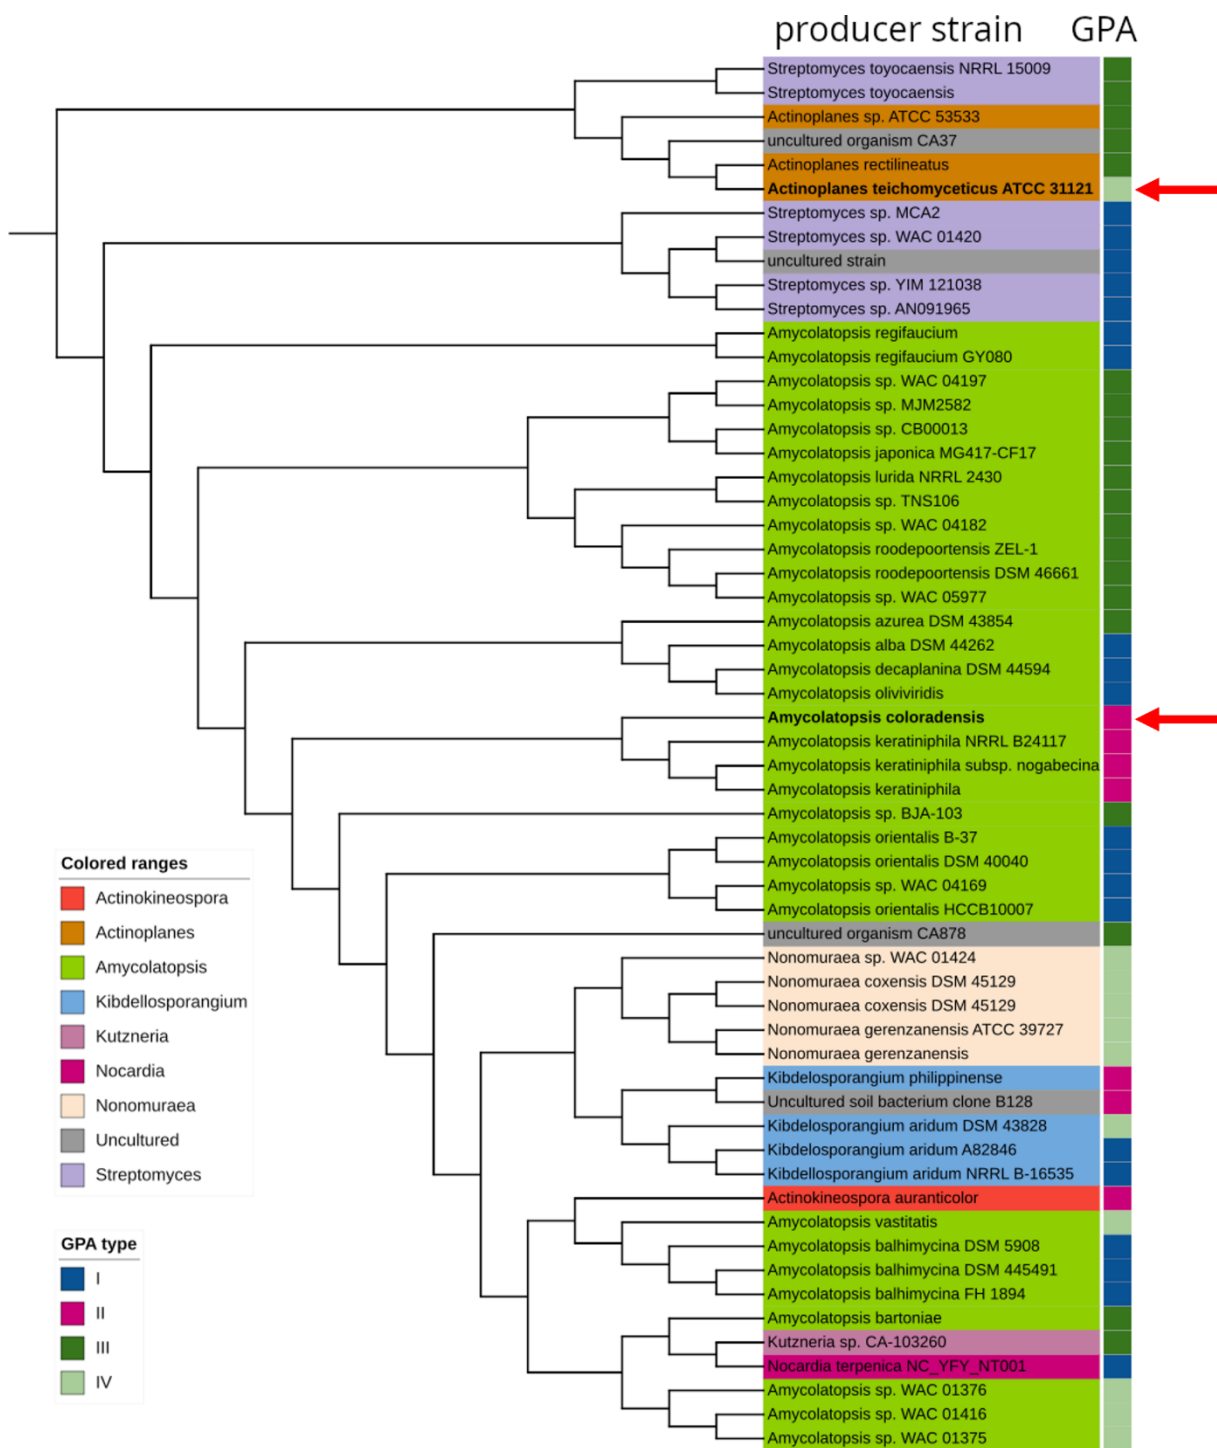 producer strain GPA
Streptomyces toyocaensis NRRL 15009
Streptomyces toyocaensis
Actinoplanes sp. ATCC 53533
uncultured organism CA37
Actinoplanes rectilineatus
Actinoplanes teichomyceticus ATCC 31121
Streptomyces sp. MCA2
Streptomyces sp. WAC 01420
uncultured strain
Streptomyces sp. YIM 121038
Streptomyces sp. AN091965
Amycolatopsis regifaucium
Amycolatopsis regifaucium GY080
Amycolatopsis sp. WAC 04197
Amycolatopsis sp. MJM2582
Amycolatopsis sp. CB00013
Amycolatopsis japonica MG417-CF17
Amycolatopsis lurida NRRL 2430
Amycolatopsis sp. TNS106
Amycolatopsis sp. WAC 04182
Amycolatopsis roodepoortensis ZEL-1
Amycolatopsis roodepoortensis DSM 46661
Amycolatopsis sp. WAC 05977
Amycolatopsis azurea DSM 43854
Amycolatopsis alba DSM 44262
Amycolatopsis decaplanina DSM 44594
Amycolatopsis oliviviridis
Amycolatopsis coloradensis
Amycolatopsis keratiniphila NRRL B24117
Amycolatopsis keratiniphila subsp. nogabecina
Amycolatopsis keratiniphila
Amycolatopsis sp. BJA-103
Amycolatopsis orientalis B-37
Amycolatopsis orientalis DSM 40040
Amycolatopsis sp. WAC 04169
Amycolatopsis orientalis HCCB10007
uncultured organism CA878
Nonomuraea sp. WAC 01424
Nonomuraea coxensis DSM 45129
Nonomuraea coxensis DSM 45129
Nonomuraea gerenzanensis ATCC 39727
Nonomuraea gerenzanensis
Kibdelosporangium philippinense
Uncultured soil bacterium clone B128
Kibdelosporangium aridum DSM 43828
Kibdelosporangium aridum A82846
Kibdellosporangium aridum NRRL B-16535
Actinokineospora auranticolor
Amycolatopsis vastitatis
Amycolatopsis balhimycina DSM 5908
Amycolatopsis balhimycina DSM 445491
Amycolatopsis balhimycina FH 1894
Amycolatopsis bartoniae
Kutzneria sp. CA-103260
Nocardia terpenica NC_YFY_NT001
Amycolatopsis sp. WAC 01376
Amycolatopsis sp. WAC 01416
Amycolatopsis sp. WAC 01375
Colored ranges
Actinokineospora
Actinoplanes
Amycolatopsis
Kibdellosporangium
Kutzneria
Nocardia
Nonomuraea
Uncultured
Streptomyces
GPA type
I
II
III
IV